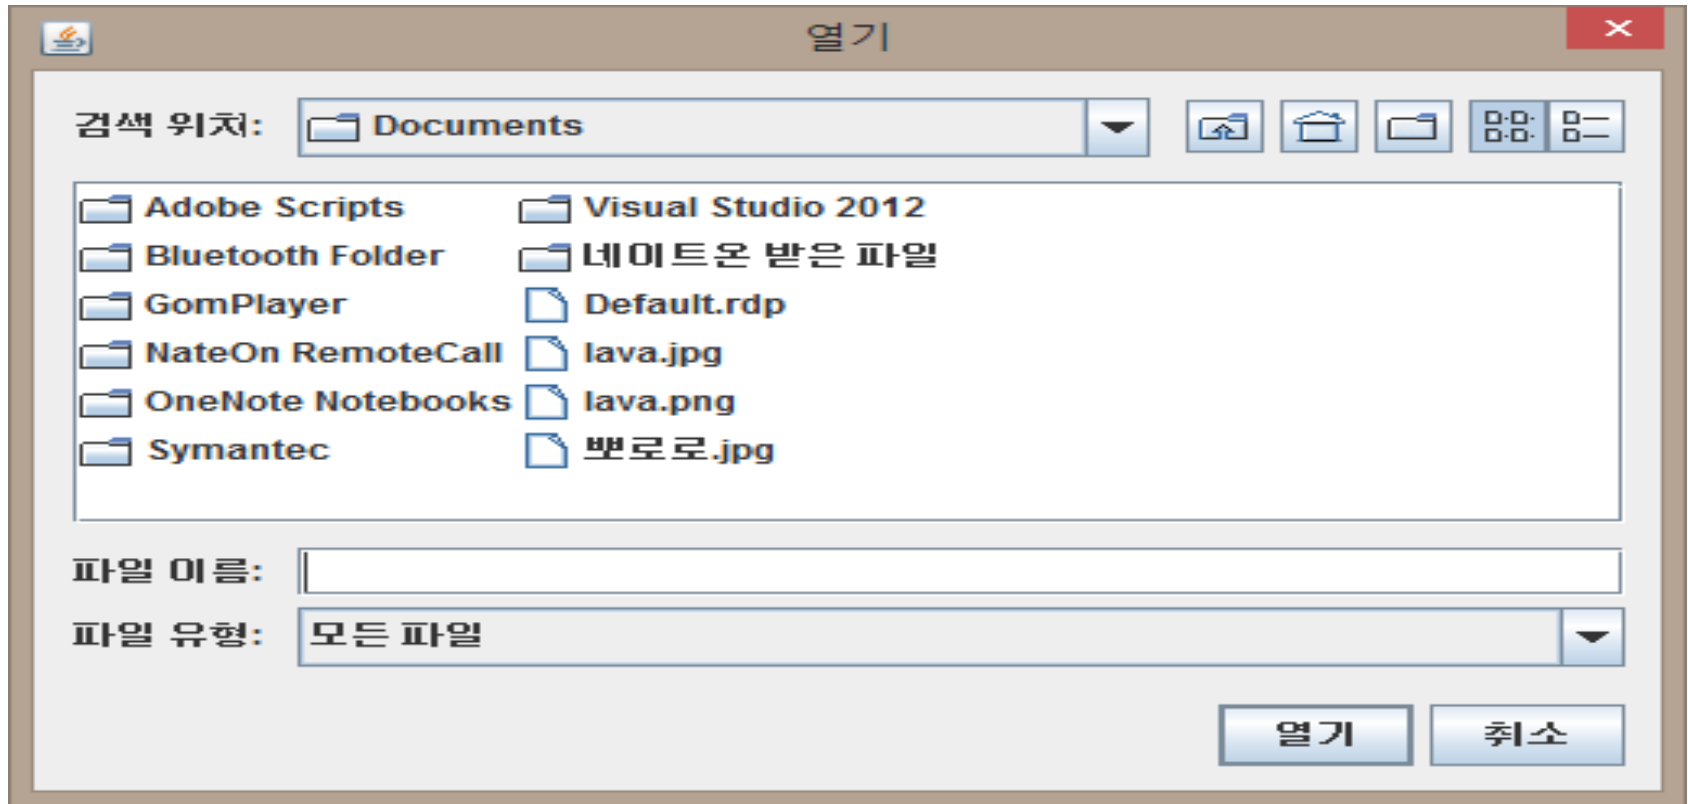 열기
검색 위치: Documents
Adobe Scripts
Bluetooth Folder
GomPlayer
NateOn RemoteCall
OneNote Notebooks
Symantec
Visual Studio 2012
네이트온 받은 파일
Default.rdp
lava.jpg
lava.png
뽀로로.jpg
파일 이름:
파일 유형: 모든 파일
열기 취소